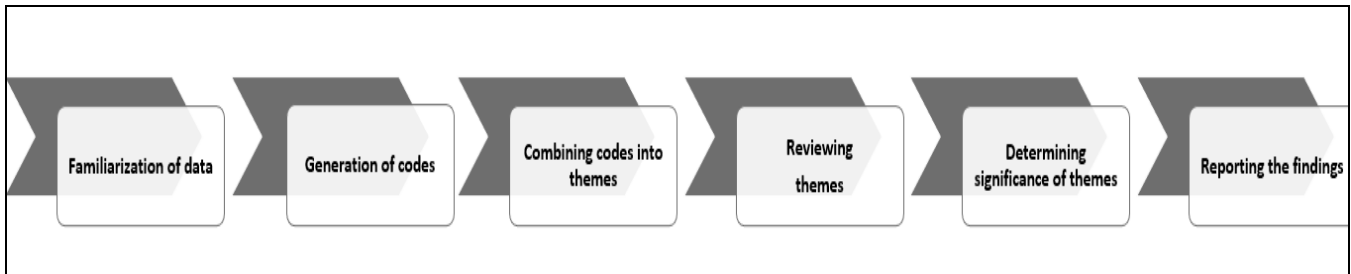 Familiarization of data
Generation of codes
Combining codes into
themes
Reviewing
themes
Determining
significance of themes
Reporting the findings